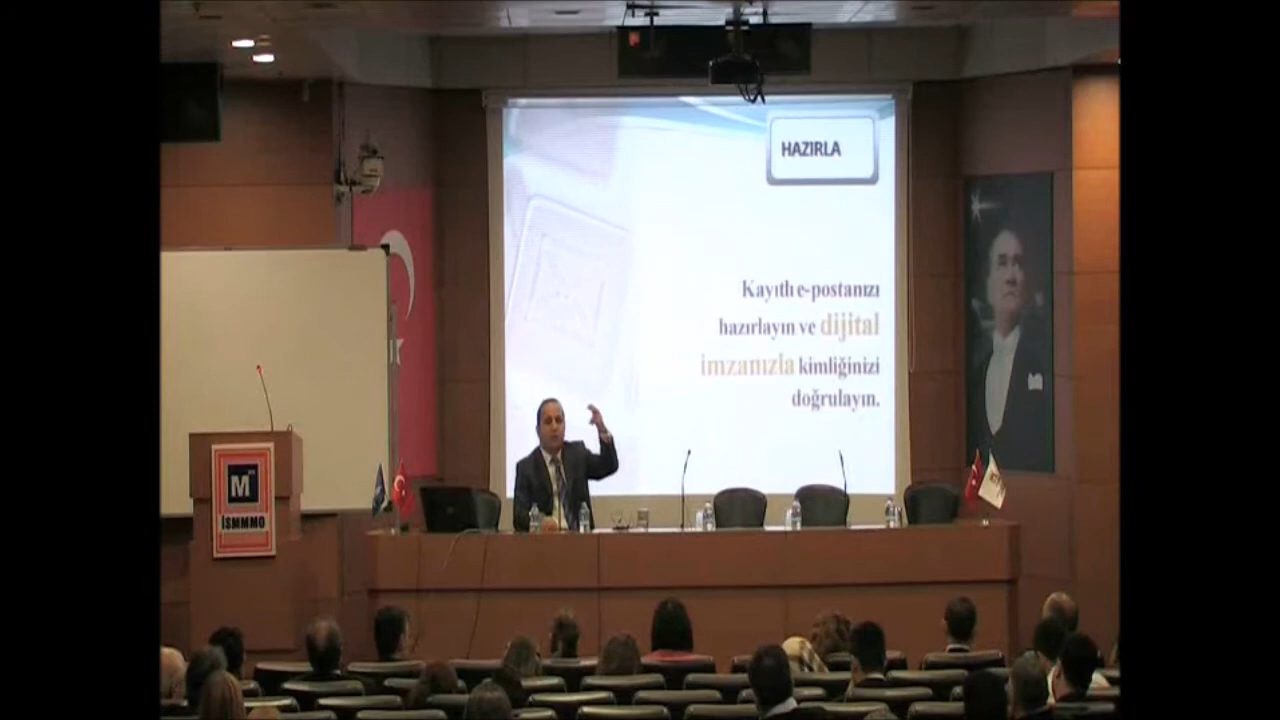 HAZIRLA
Kayıtlı e-postanızı
hazırlayın ve dijital
imzanızla kimliğinizi
doğrulayın.
M
İSMMMO